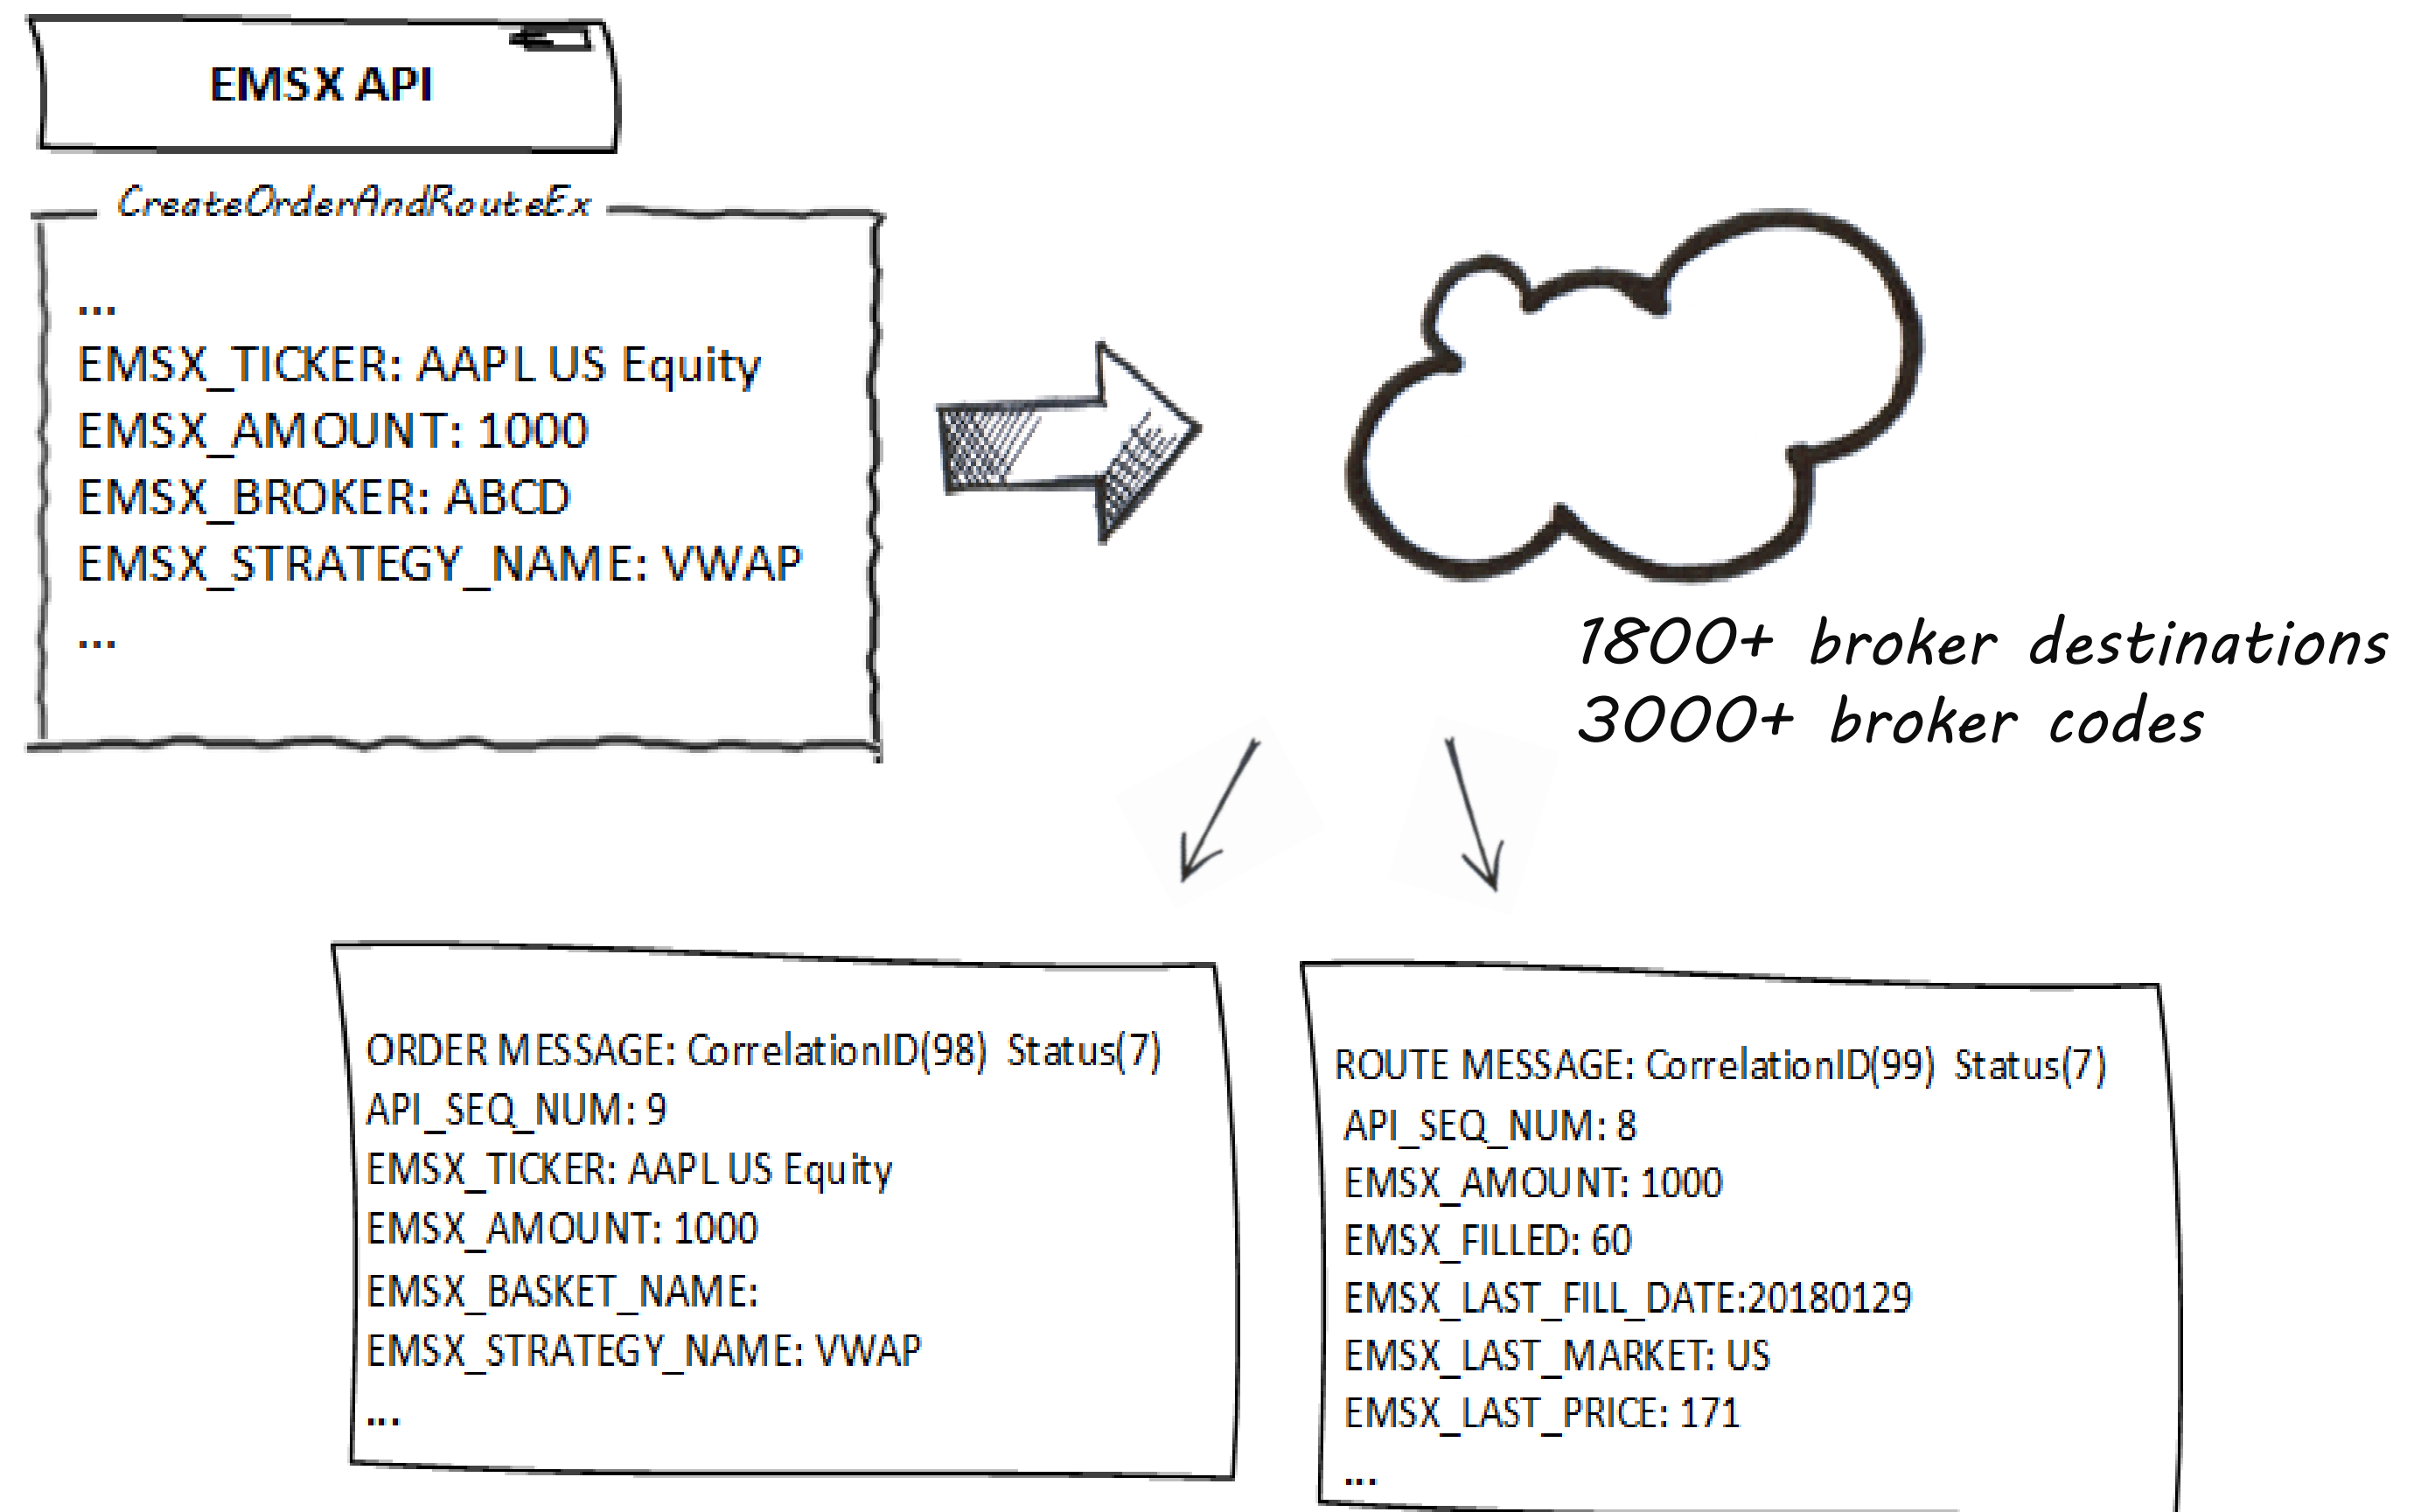 EMSX API
CreateOrderAndRouteEx
...
EMSX_TICKER: AAPL US Equity
EMSX_AMOUNT: 1000
EMSX_BROKER: ABCD
EMSX_STRATEGY_NAME: VWAP
...
1800+ broker destinations
3000+ broker codes
ORDER MESSAGE: CorrelationID(98) Status(7)
API_SEQ_NUM: 9
EMSX_TICKER: AAPL US Equity
EMSX_AMOUNT: 1000
EMSX_BASKET_NAME:
EMSX_STRATEGY_NAME: VWAP
...
ROUTE MESSAGE: CorrelationID(99) Status(7)
API_SEQ_NUM: 8
EMSX_AMOUNT: 1000
EMSX_FILLED: 60
EMSX_LAST_FILL_DATE:20180129
EMSX_LAST_MARKET: US
EMSX_LAST_PRICE: 171
...